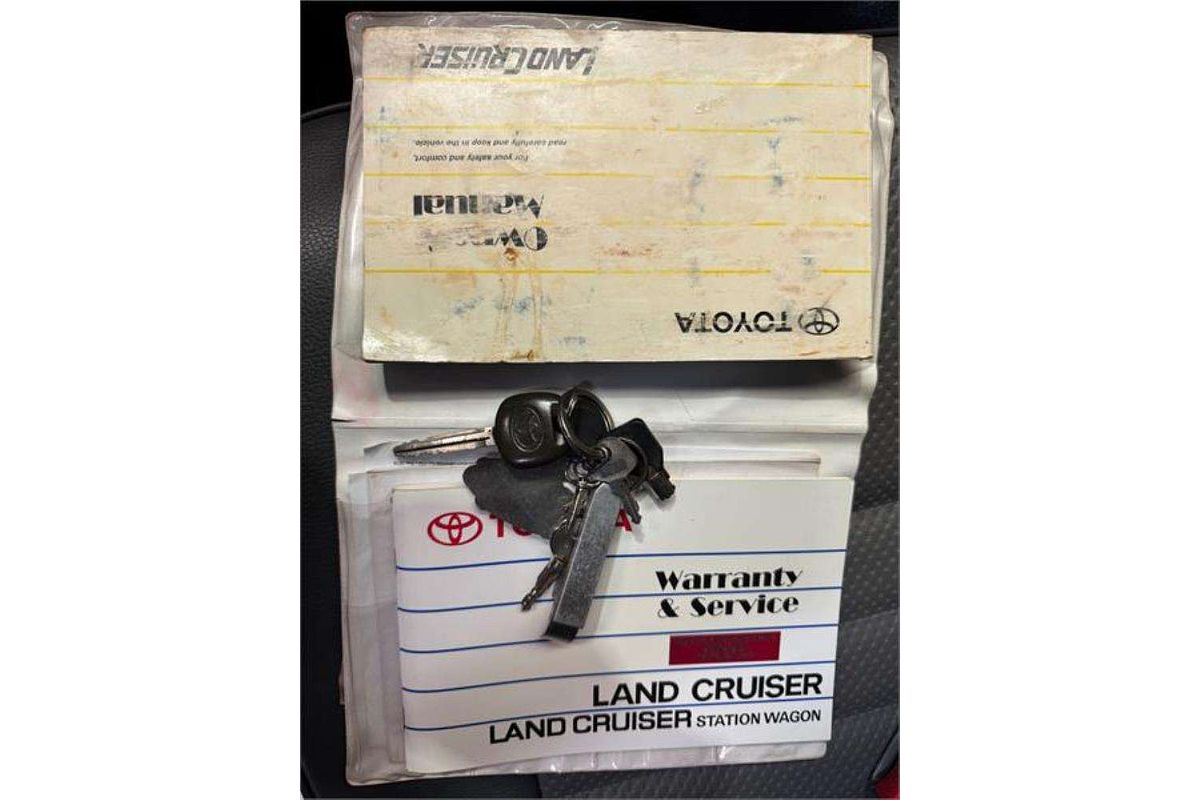 LAND CRUISER
For your safety and comfort,
read carefully and keep in the vehicle.
Manual
TOYOTA
TOYOTA
Warranty
& Service
LAND CRUISER
LAND CRUISER STATION WAGON